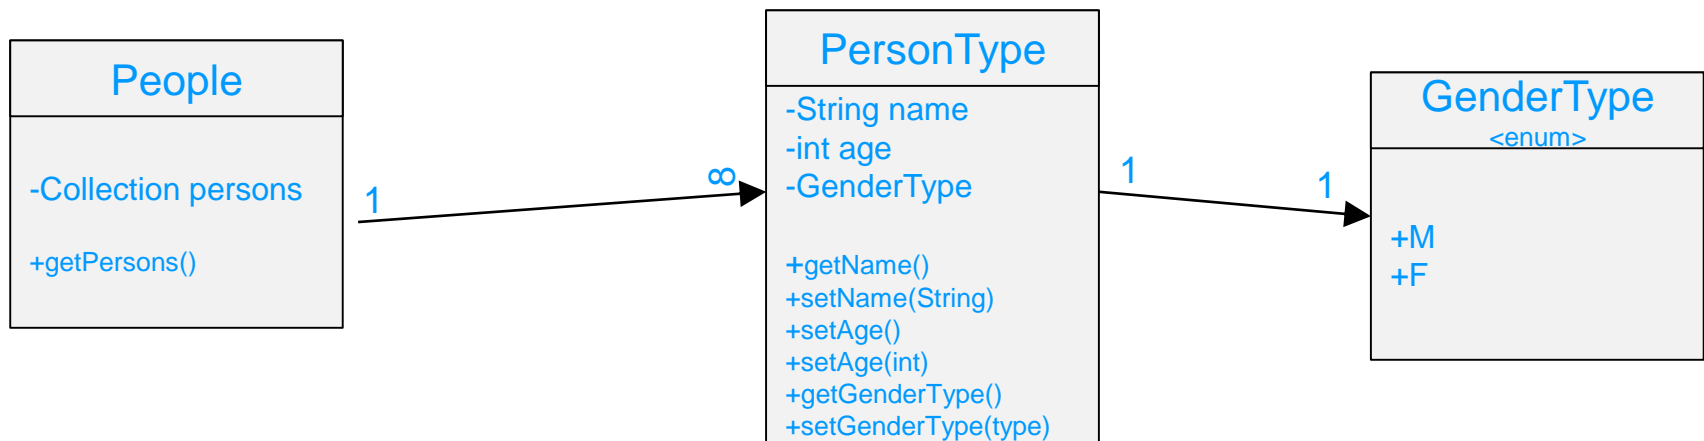 People
-Collection persons
+getPersons()
1
8
PersonType
-String name
-int age
-GenderType
+getName()
+setName(String)
+setAge()
+setAge(int)
+getGenderType()
+setGenderType(type)
1
1
GenderType
<enum>
+M
+F